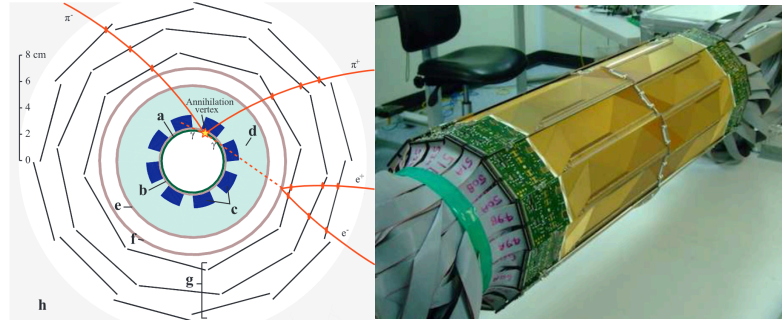 π⁻
8 cm
6
4
2
0
π⁺
Annihilation
vertex
γ
γ
a
b
c
d
e
f
g
h
e⁺
e⁻